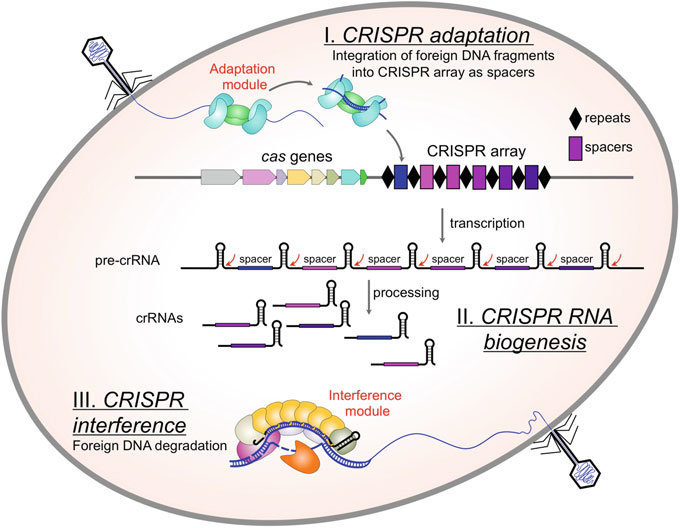 I. CRISPR adaptation
Integration of foreign DNA fragments
into CRISPR array as spacers
Adaptation
module
repeats
spacers
cas genes
CRISPR array
transcription
pre-crRNA
spacer spacer spacer spacer spacer spacer
processing
crRNAs
II. CRISPR RNA
biogenesis
III. CRISPR
interference
Foreign DNA degradation
Interference
module